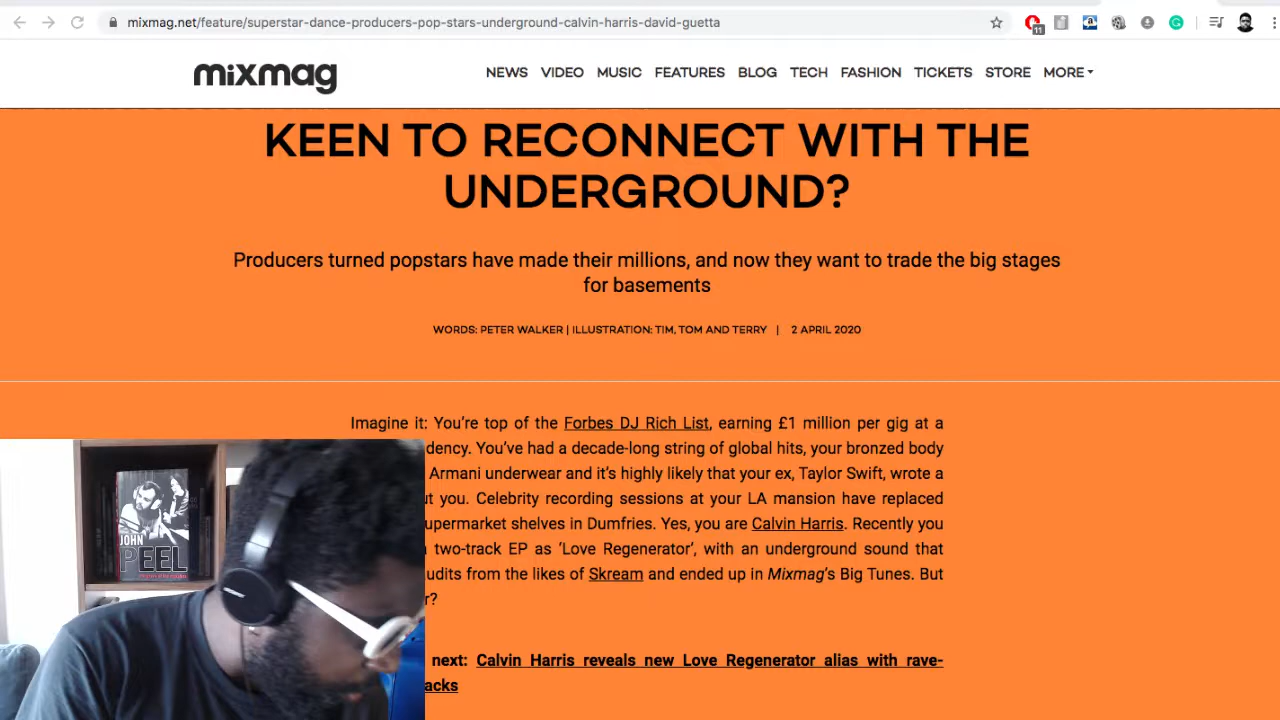 mixmag.net/feature/superstar-dance-producers-pop-stars-underground-calvin-harris-david-guetta
11
mixmag
NEWS VIDEO MUSIC FEATURES BLOG TECH FASHION TICKETS STORE MORE
KEEN TO RECONNECT WITH THE
UNDERGROUND?
Producers turned popstars have made their millions, and now they want to trade the big stages
for basements
WORDS: PETER WALKER | ILLUSTRATION: TIM, TOM AND TERRY | 2 APRIL 2020
Imagine it: You’re top of the Forbes DJ Rich List, earning £1 million per gig at a
dency. You’ve had a decade-long string of global hits, your bronzed body
Armani underwear and it’s highly likely that your ex, Taylor Swift, wrote a
ut you. Celebrity recording sessions at your LA mansion have replaced
upermarket shelves in Dumfries. Yes, you are Calvin Harris. Recently you
two-track EP as ‘Love Regenerator’, with an underground sound that
udits from the likes of Skream and ended up in Mixmag’s Big Tunes. But
r?
next: Calvin Harris reveals new Love Regenerator alias with rave-
acks
JOHN
PEEL